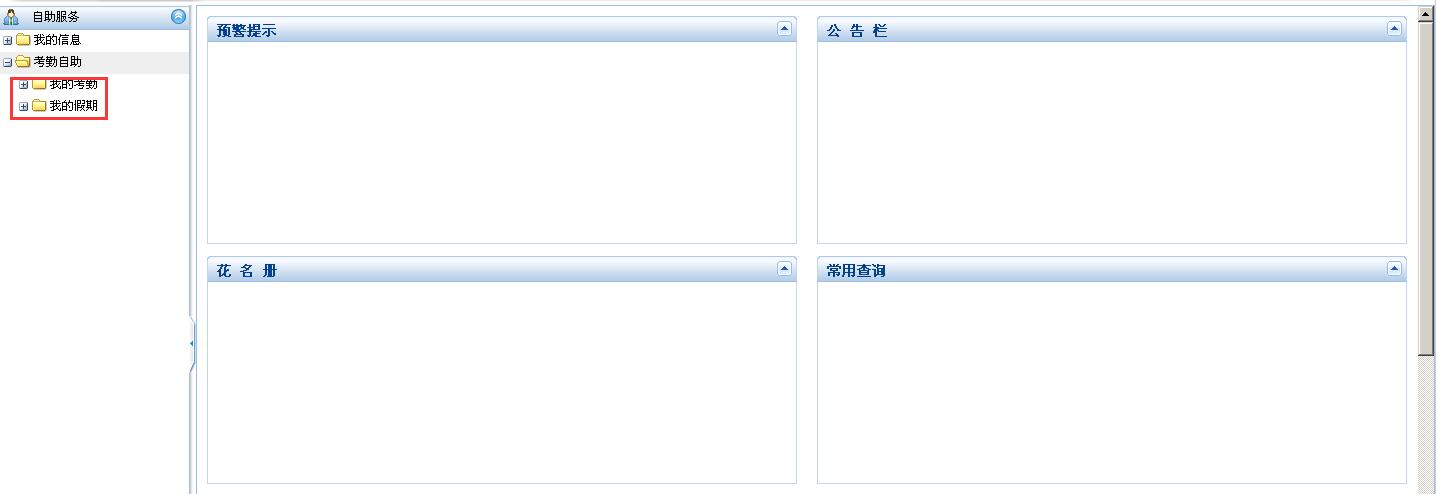 自助服务
我的信息
考勤自助
我的考勤
我的假期
预警提示
公 告 栏
花 名 册
常用查询